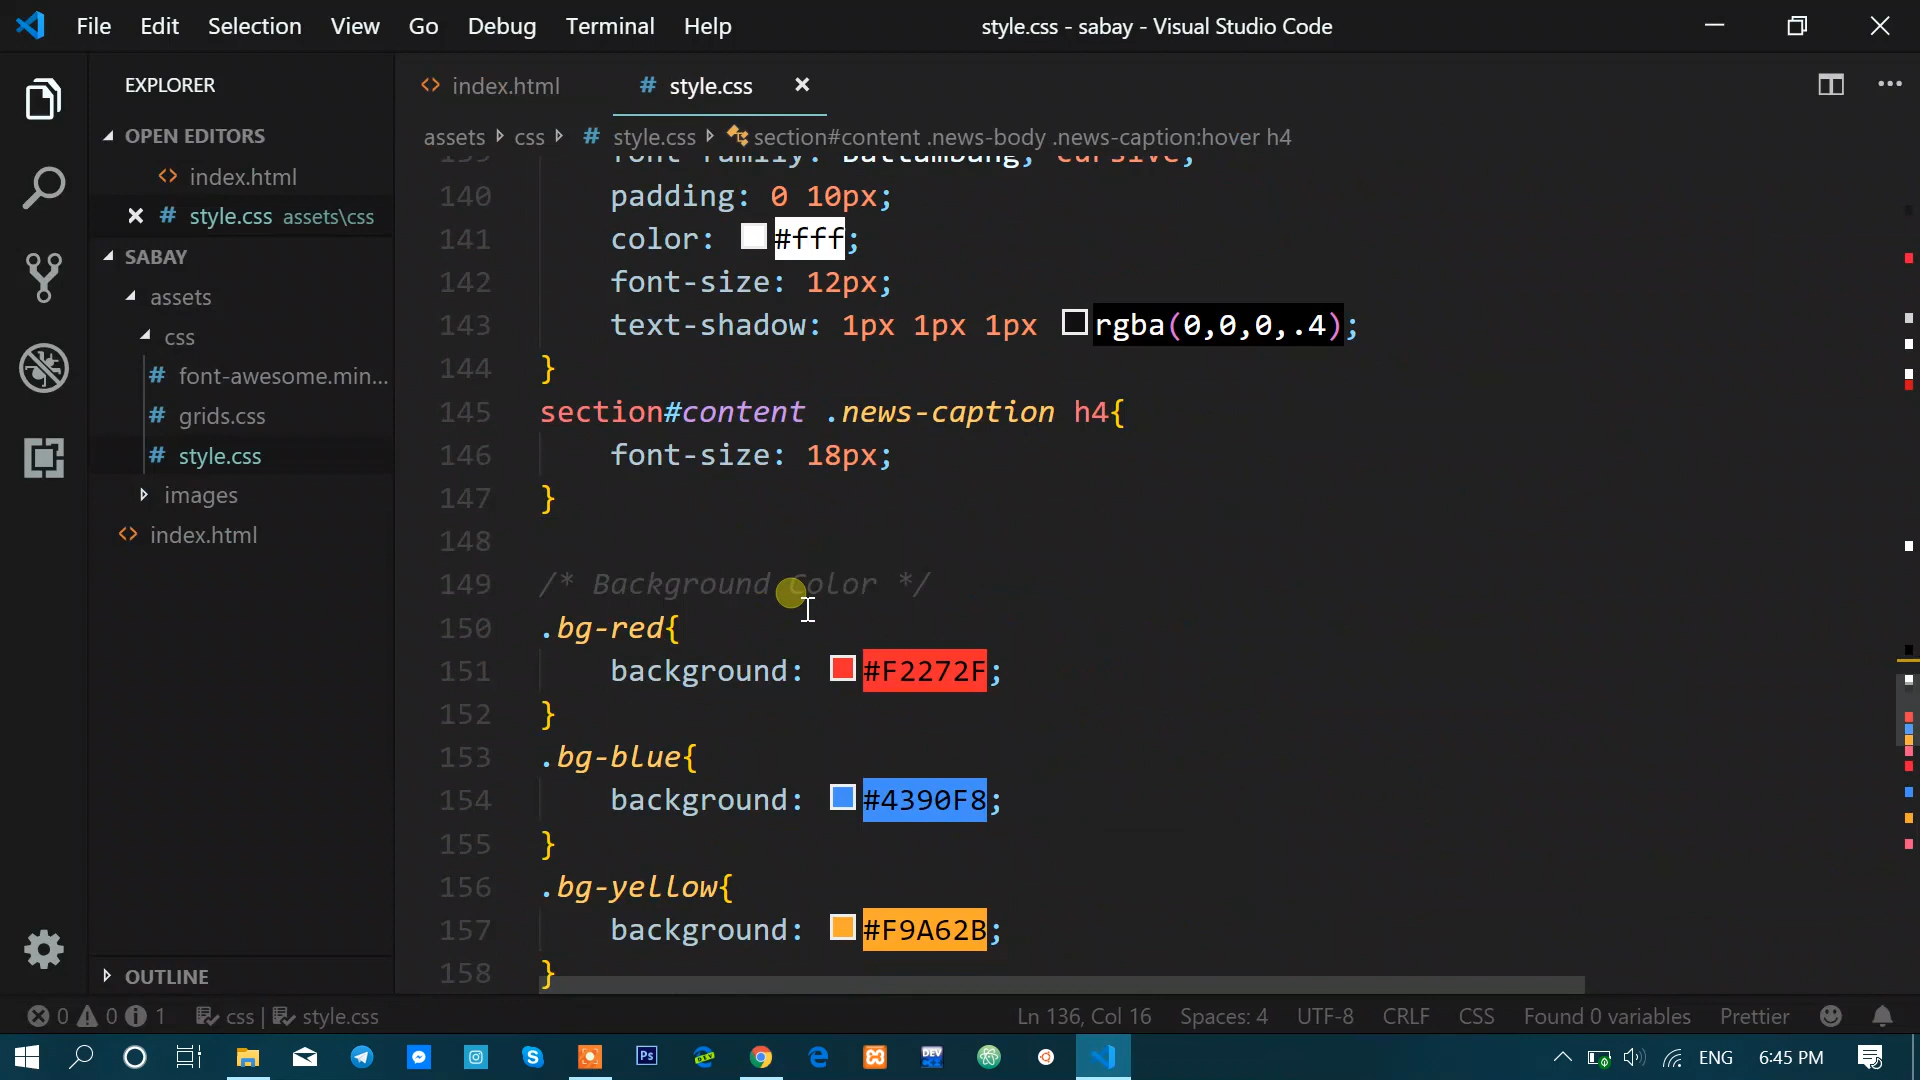 File Edit Selection View Go Debug Terminal Help
style.css - sabay - Visual Studio Code
EXPLORER
OPEN EDITORS
index.html
style.css assets\css
SABAY
assets
css
font-awesome.min...
grids.css
style.css
images
index.html
OUTLINE
index.html
style.css
assets css style.css section#content .news-body .news-caption:hover h4
140 padding: 0 10px;
141 color: #fff;
142 font-size: 12px;
143 text-shadow: 1px 1px 1px rgba(0,0,0,.4);
144 }
145 section#content .news-caption h4{
146 font-size: 18px;
147 }
148
149 /* Background Color */
150 .bg-red{
151 background: #F2272F;
152 }
153 .bg-blue{
154 background: #4390F8;
155 }
156 .bg-yellow{
157 background: #F9A62B;
158 }
0 0 1 css | style.css
Ln 136, Col 16 Spaces: 4 UTF-8 CRLF CSS Found 0 variables Prettier
ENG 6:45 PM